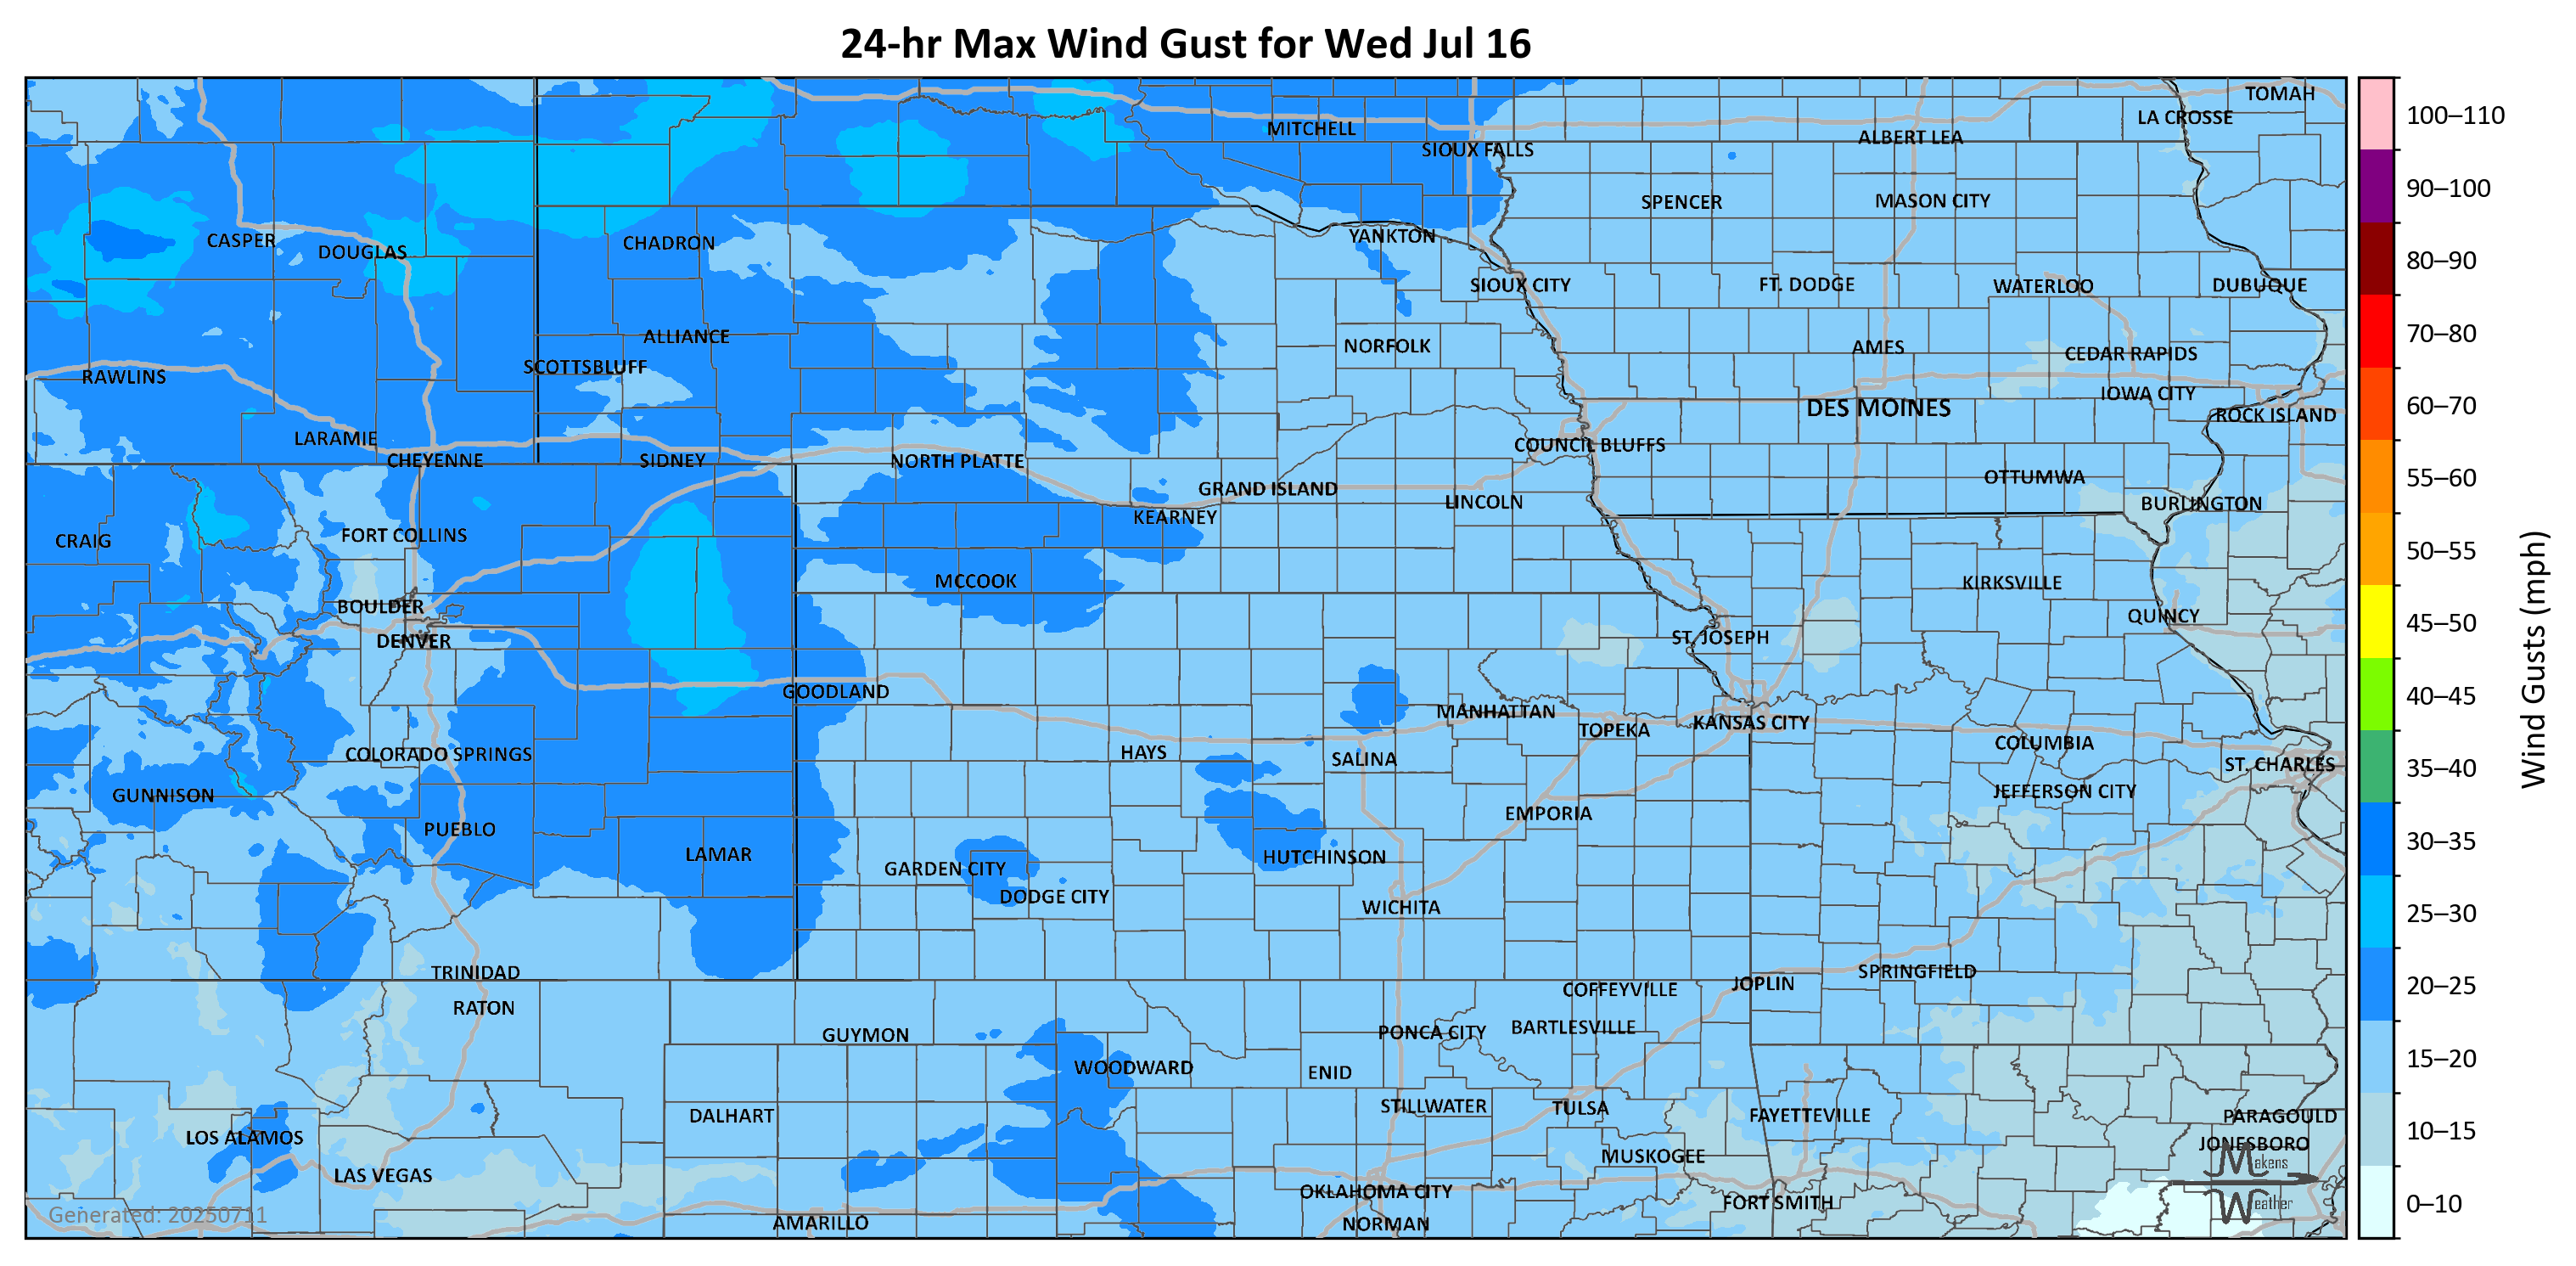 24-hr Max Wind Gust for Wed Jul 16
TOMAH
LA CROSSE
MITCHELL
ALBERT LEA
SIOUX FALLS
SPENCER
MASON CITY
CASPER
DOUGLAS
CHADRON
YANKTON
SIOUX CITY
FT. DODGE
WATERLOO
DUBUQUE
ALLIANCE
NORFOLK
AMES
CEDAR RAPIDS
SCOTTSBLUFF
RAWLINS
IOWA CITY
DES MOINES
ROCK ISLAND
LARAMIE
COUNCIL BLUFFS
CHEYENNE
SIDNEY
NORTH PLATTE
OTTUMWA
GRAND ISLAND
LINCOLN
BURLINGTON
KEARNEY
FORT COLLINS
CRAIG
MCCOOK
KIRKSVILLE
BOULDER
QUINCY
DENVER
ST. JOSEPH
GOODLAND
MANHATTAN
TOPEKA
KANSAS CITY
COLORADO SPRINGS
HAYS
SALINA
COLUMBIA
ST. CHARLES
GUNNISON
JEFFERSON CITY
EMPORIA
PUEBLO
LAMAR
GARDEN CITY
HUTCHINSON
DODGE CITY
WICHITA
TRINIDAD
SPRINGFIELD
COFFEYVILLE
JOPLIN
RATON
GUYMON
PONCA CITY
BARTLESVILLE
WOODWARD
ENID
DALHART
STILLWATER
TULSA
FAYETTEVILLE
PARAGOULD
LOS ALAMOS
JONESBORO
MUSKOGEE
LAS VEGAS
OKLAHOMA CITY
FORT SMITH
AMARILLO
NORMAN
Generated: 20250711
Makens
Weather
100–110
90–100
80–90
70–80
60–70
55–60
50–55
45–50
40–45
35–40
30–35
25–30
20–25
15–20
10–15
0–10
Wind Gusts (mph)